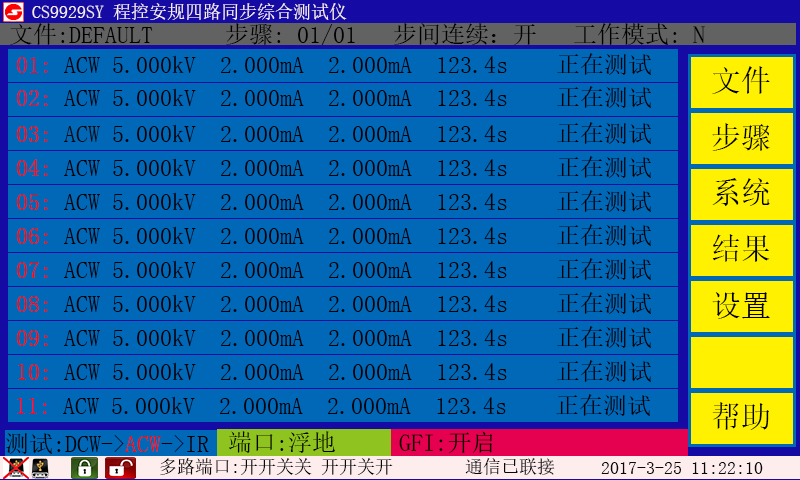 CS9929SY 程控安规四路同步综合测试仪
文件:DEFAULT 步骤: 01/01 步间连续: 开 工作模式: N
01: ACW 5.000kV 2.000mA 2.000mA 123.4s 正在测试
02: ACW 5.000kV 2.000mA 2.000mA 123.4s 正在测试
03: ACW 5.000kV 2.000mA 2.000mA 123.4s 正在测试
04: ACW 5.000kV 2.000mA 2.000mA 123.4s 正在测试
05: ACW 5.000kV 2.000mA 2.000mA 123.4s 正在测试
06: ACW 5.000kV 2.000mA 2.000mA 123.4s 正在测试
07: ACW 5.000kV 2.000mA 2.000mA 123.4s 正在测试
08: ACW 5.000kV 2.000mA 2.000mA 123.4s 正在测试
09: ACW 5.000kV 2.000mA 2.000mA 123.4s 正在测试
10: ACW 5.000kV 2.000mA 2.000mA 123.4s 正在测试
11: ACW 5.000kV 2.000mA 2.000mA 123.4s 正在测试
文件
步骤
系统
结果
设置
帮助
测试:DCW->ACW->IR 端口:浮地 GFI:开启
多路端口:开开关关 开开关开 通信已联接 2017-3-25 11:22:10